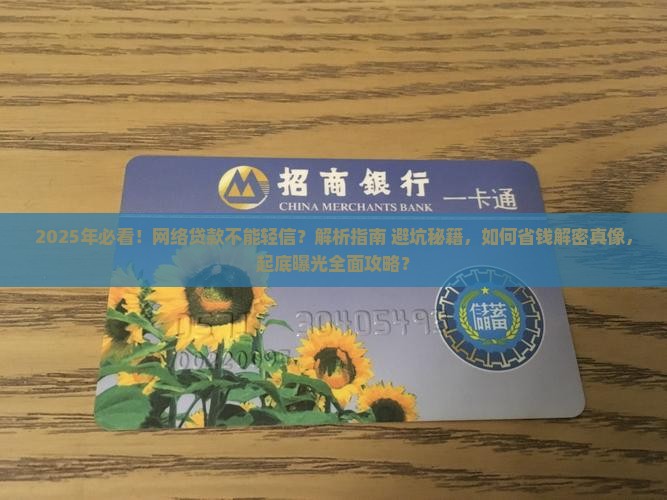 招商銀行
CHINA MERCHANTS BANK
一卡通
2025年必看！网络贷款不能轻信？解析指南 避坑秘籍，如何省钱解密真像，
起底曝光全面攻略？
儲蓄